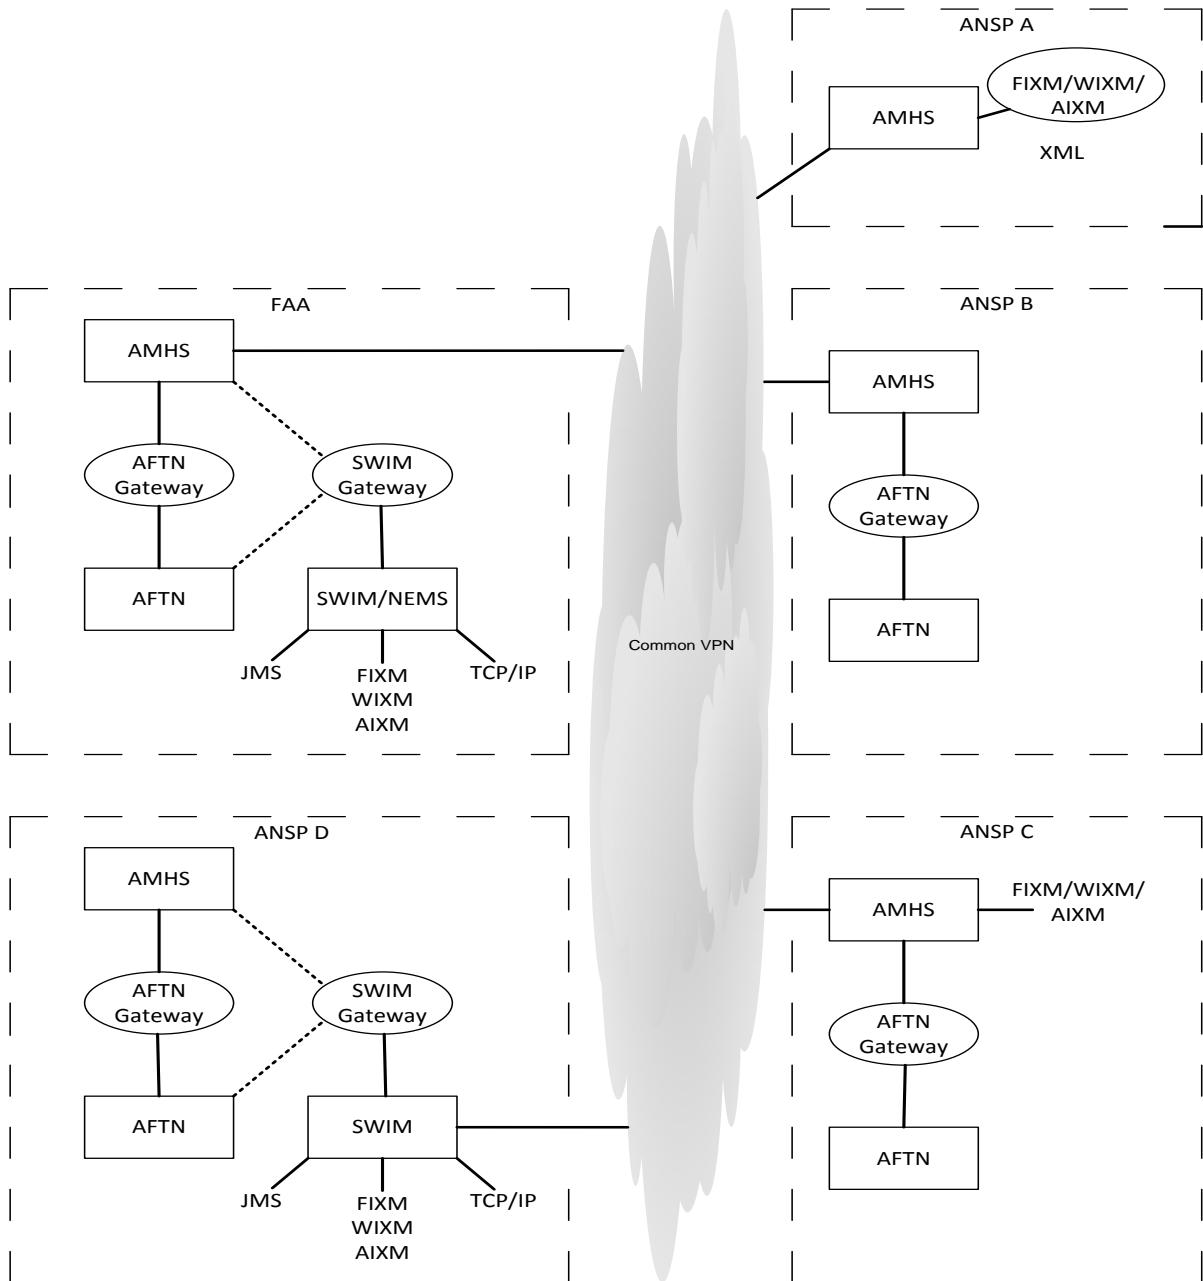 ANSP A
AMHS
FIXM/WIXM/
AIXM
XML
FAA
AMHS
AFTN
Gateway
SWIM
Gateway
AFTN
SWIM/NEMS
JMS
FIXM
WIXM
AIXM
TCP/IP
Common VPN
ANSP B
AMHS
AFTN
Gateway
AFTN
ANSP D
AMHS
AFTN
Gateway
SWIM
Gateway
AFTN
SWIM
JMS
FIXM
WIXM
AIXM
TCP/IP
ANSP C
AMHS
FIXM/WIXM/
AIXM
AFTN
Gateway
AFTN